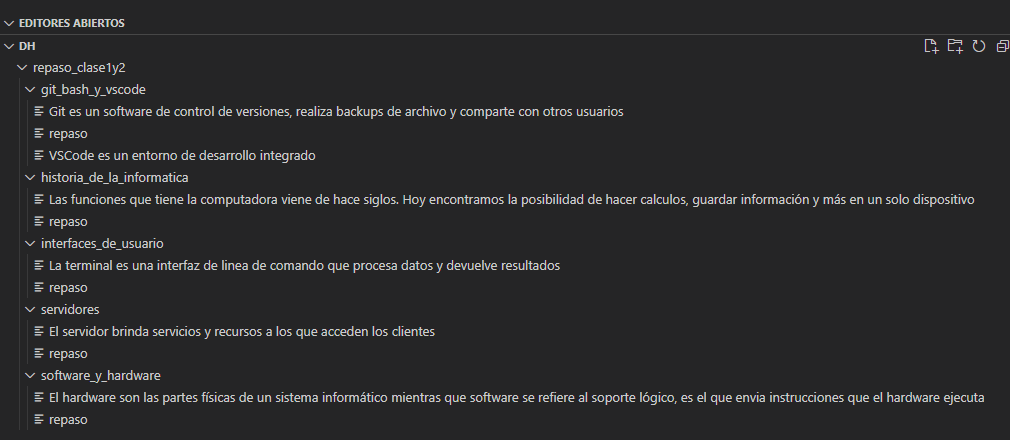 EDITORES ABIERTOS
DH
repaso_clase1y2
git_bash_y_vscode
Git es un software de control de versiones, realiza backups de archivo y comparte con otros usuarios
repaso
VSCode es un entorno de desarrollo integrado
historia_de_la_informatica
Las funciones que tiene la computadora viene de hace siglos. Hoy encontramos la posibilidad de hacer calculos, guardar información y más en un solo dispositivo
repaso
interfaces_de_usuario
La terminal es una interfaz de linea de comando que procesa datos y devuelve resultados
repaso
servidores
El servidor brinda servicios y recursos a los que acceden los clientes
repaso
software_y_hardware
El hardware son las partes físicas de un sistema informático mientras que software se refiere al soporte lógico, es el que envia instrucciones que el hardware ejecuta
repaso